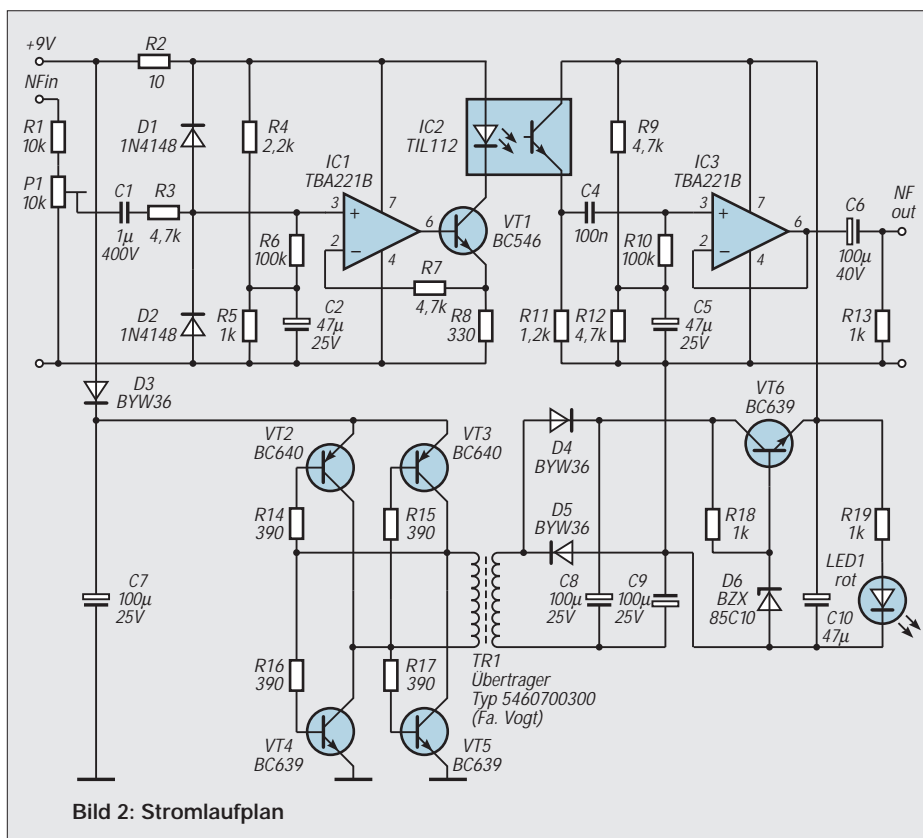 +9V
NFin
R1
10k
P1
10k
R2
10
D1
1N4148
C1
1µ
400V
R3
4,7k
D2
1N4148
R4
2,2k
R5
1k
R6
100k
C2
47µ
25V
IC1
TBA221B
3
2
7
6
4
+
−
R7
4,7k
VT1
BC546
R8
330
IC2
TIL112
C4
100n
R11
1,2k
R9
4,7k
R12
4,7k
R10
100k
C5
47µ
25V
IC3
TBA221B
3
2
7
6
4
+
−
C6
100µ
40V
NF
out
R13
1k
D3
BYW36
C7
100µ
25V
VT2
BC640
VT3
BC640
R14
390
R15
390
R16
390
R17
390
VT4
BC639
VT5
BC639
TR1
Übertrager
Typ 5460700300
(Fa. Vogt)
D4
BYW36
D5
BYW36
C8
100µ
25V
C9
100µ
25V
VT6
BC639
R18
1k
D6
BZX
85C10
C10
47µ
R19
1k
LED1
rot
Bild 2: Stromlaufplan